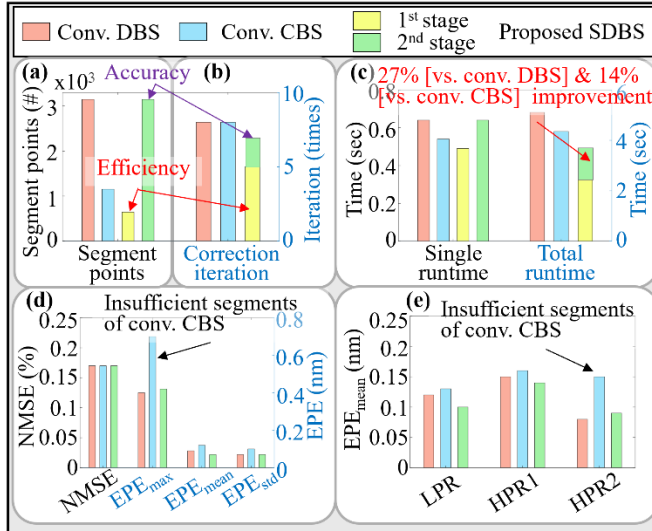 Conv. DBS Conv. CBS 1st stage 2nd stage Proposed SDBS
(a) x10³ Accuracy (b)
Segment points (#)
3
2
1
0
Efficiency
10
5
0
Iteration (times)
Segment points
Correction iteration
(c) 27% [vs. conv. DBS] & 14%
[vs. conv. CBS] improvement
Time (sec)
0.8
0.6
0.4
0.2
0
6
4
2
0
Time (sec)
Single runtime
Total runtime
(d) Insufficient segments
of conv. CBS
NMSE (%)
0.25
0.2
0.15
0.1
0.05
0
0.8
0.6
0.4
0.2
0
EPE (nm)
NMSE EPEmax EPEmean EPEstd
(e) Insufficient segments
of conv. CBS
EPEmean (nm)
0.25
0.2
0.15
0.1
0.05
0
LPR HPR1 HPR2